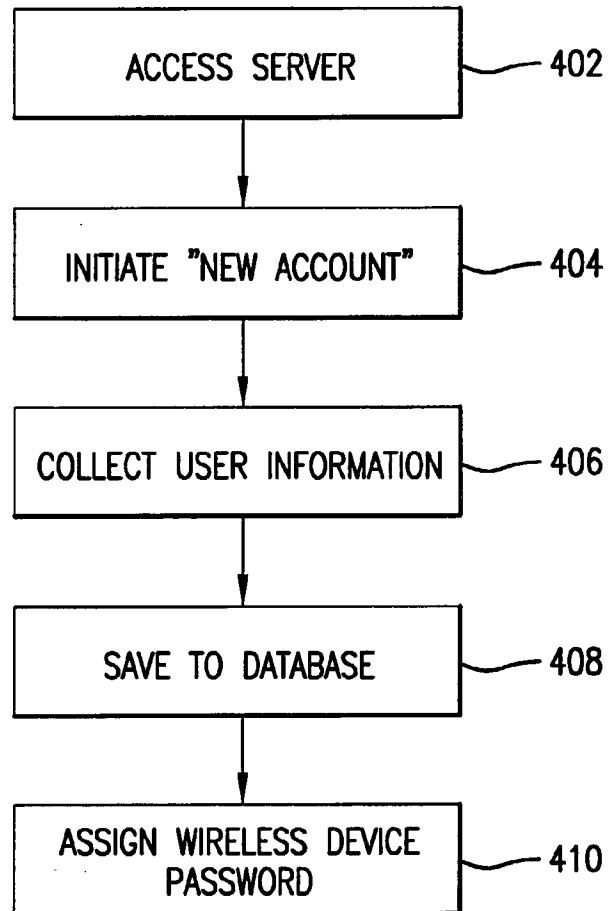 ACCESS SERVER 402
INITIATE "NEW ACCOUNT" 404
COLLECT USER INFORMATION 406
SAVE TO DATABASE 408
ASSIGN WIRELESS DEVICE
PASSWORD 410